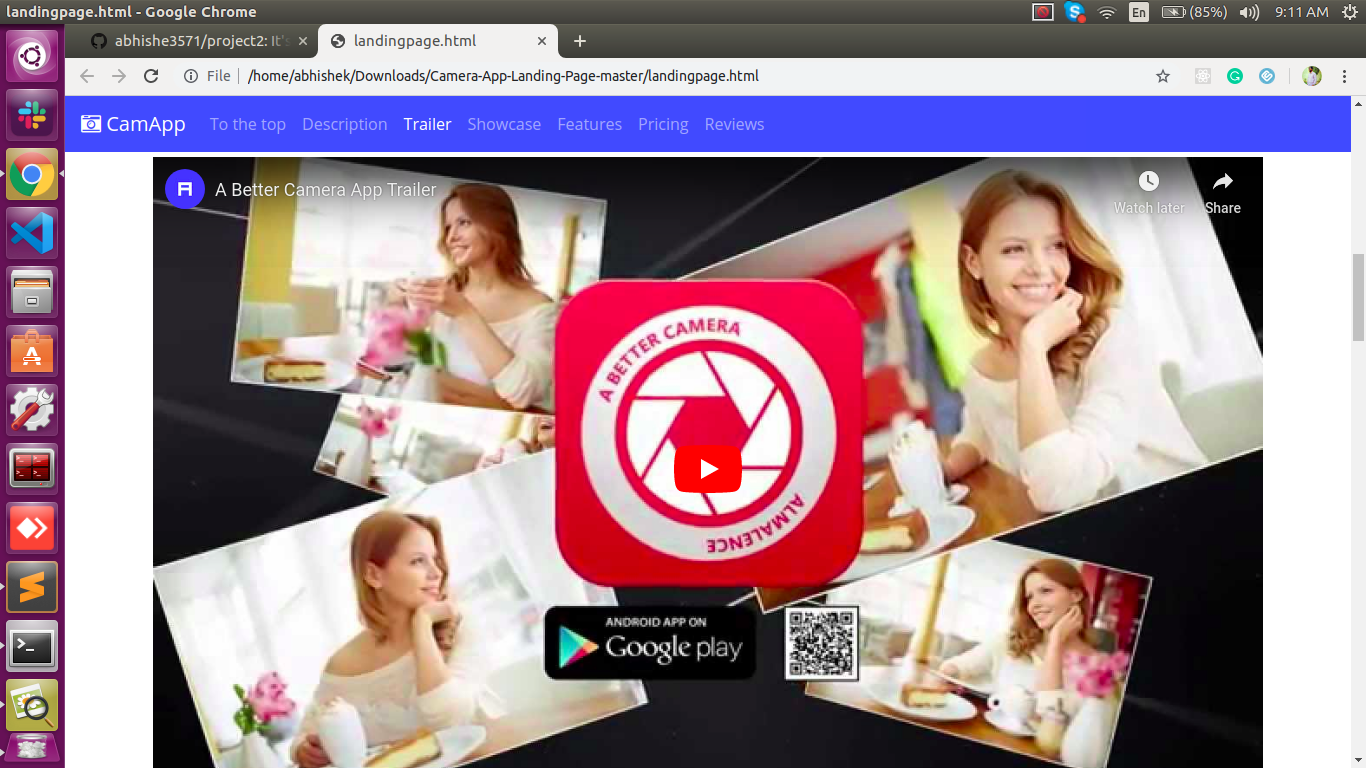 landingpage.html - Google Chrome
En
(85%)
9:11 AM
abhishe3571/project2: It's
landingpage.html
File
/home/abhishek/Downloads/Camera-App-Landing-Page-master/landingpage.html
CamApp
To the top
Description
Trailer
Showcase
Features
Pricing
Reviews
A Better Camera App Trailer
Watch later
Share
A BETTER CAMERA
ALMALENCE
ANDROID APP ON
Google play